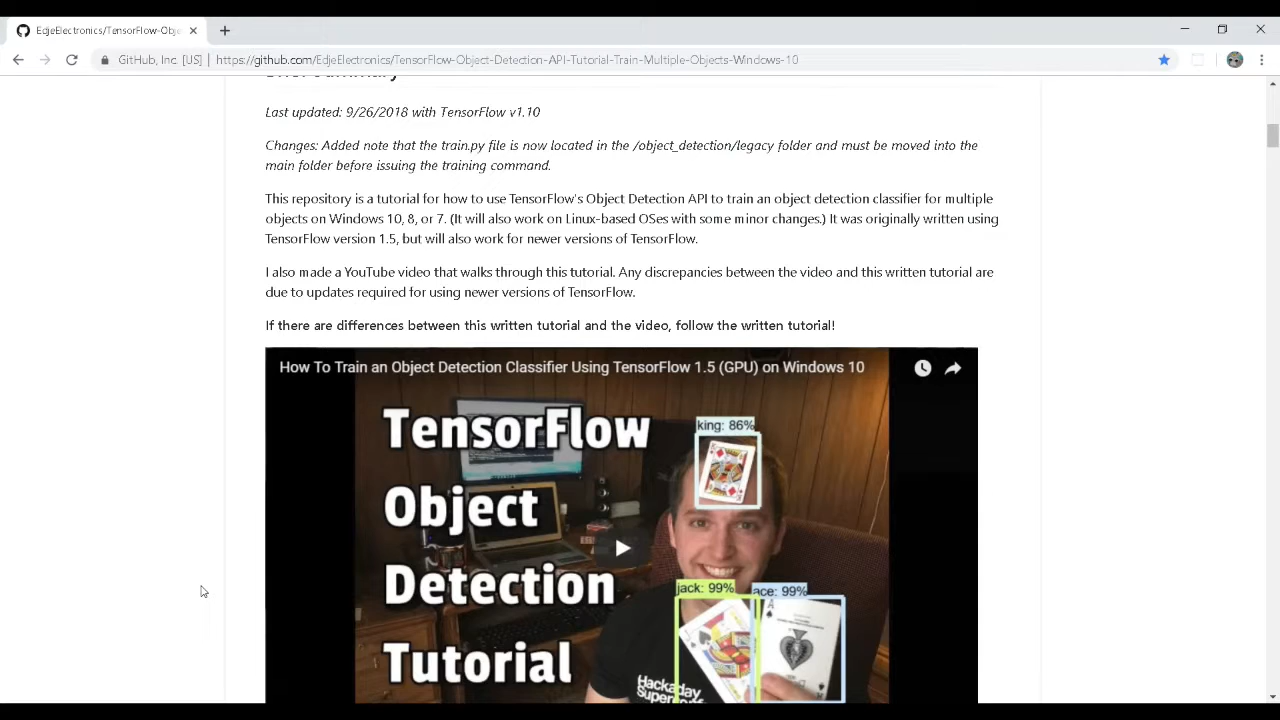 EdjeElectronics/TensorFlow-Obje
GitHub, Inc. [US] | https://github.com/EdjeElectronics/TensorFlow-Object-Detection-API-Tutorial-Train-Multiple-Objects-Windows-10
Last updated: 9/26/2018 with TensorFlow v1.10
Changes: Added note that the train.py file is now located in the /object_detection/legacy folder and must be moved into the
main folder before issuing the training command.
This repository is a tutorial for how to use TensorFlow's Object Detection API to train an object detection classifier for multiple
objects on Windows 10, 8, or 7. (It will also work on Linux-based OSes with some minor changes.) It was originally written using
TensorFlow version 1.5, but will also work for newer versions of TensorFlow.
I also made a YouTube video that walks through this tutorial. Any discrepancies between the video and this written tutorial are
due to updates required for using newer versions of TensorFlow.
If there are differences between this written tutorial and the video, follow the written tutorial!
How To Train an Object Detection Classifier Using TensorFlow 1.5 (GPU) on Windows 10
TensorFlow
Object
Detection
Tutorial
king: 86%
jack: 99%
ace: 99%
Hackaday